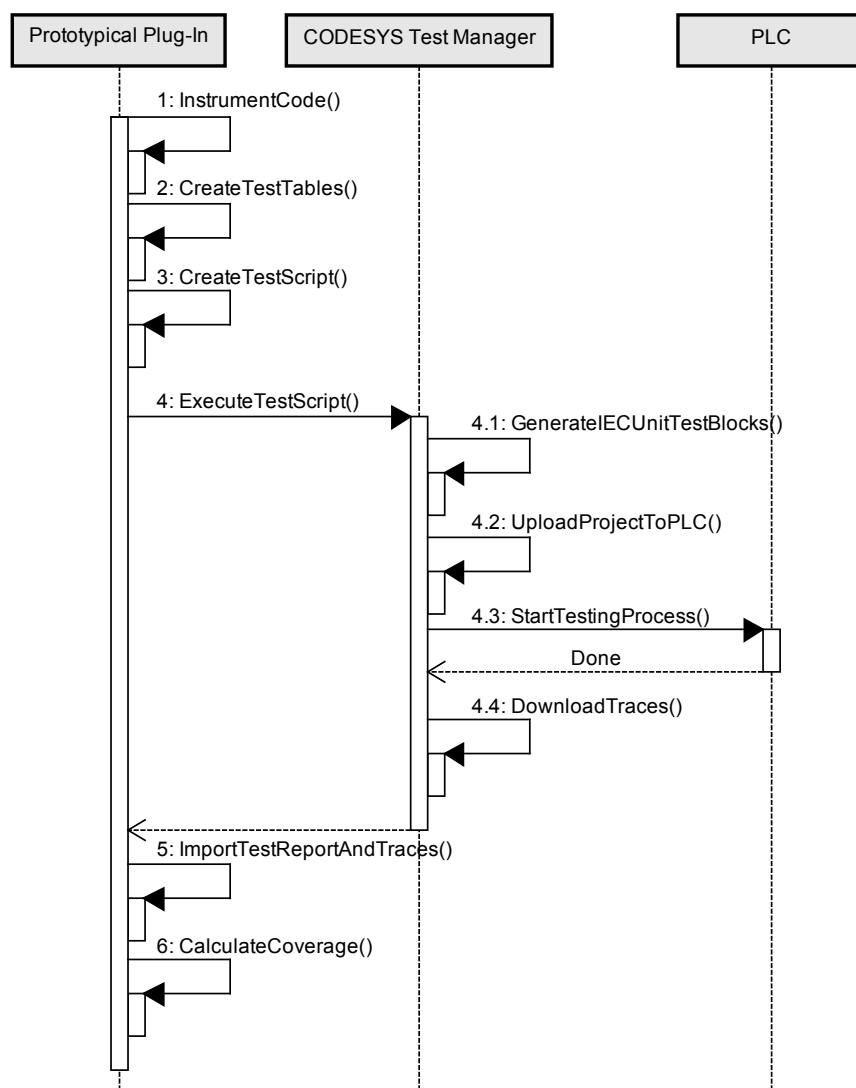 Prototypical Plug-In
CODESYS Test Manager
PLC
1: InstrumentCode()
2: CreateTestTables()
3: CreateTestScript()
4: ExecuteTestScript()
4.1: GenerateIECUnitTestBlocks()
4.2: UploadProjectToPLC()
4.3: StartTestingProcess()
Done
4.4: DownloadTraces()
5: ImportTestReportAndTraces()
6: CalculateCoverage()